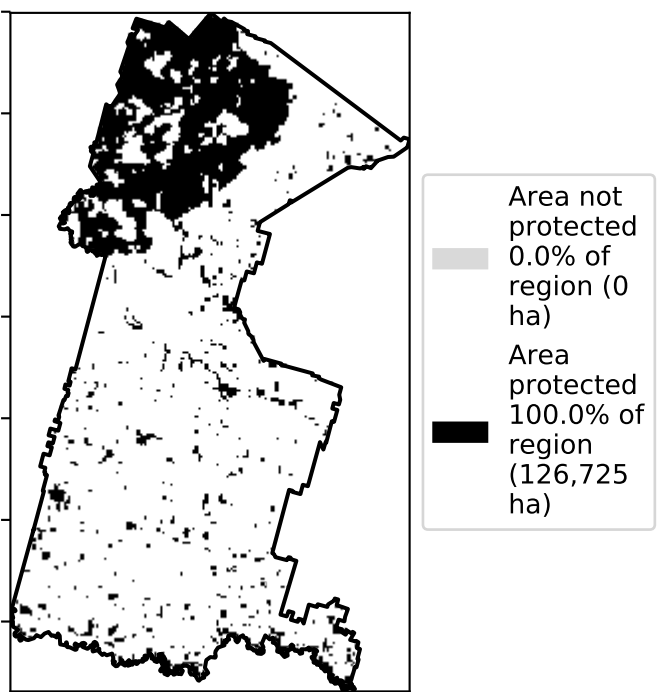 Area not
protected
0.0% of
region (0
ha)
Area
protected
100.0% of
region
(126,725
ha)